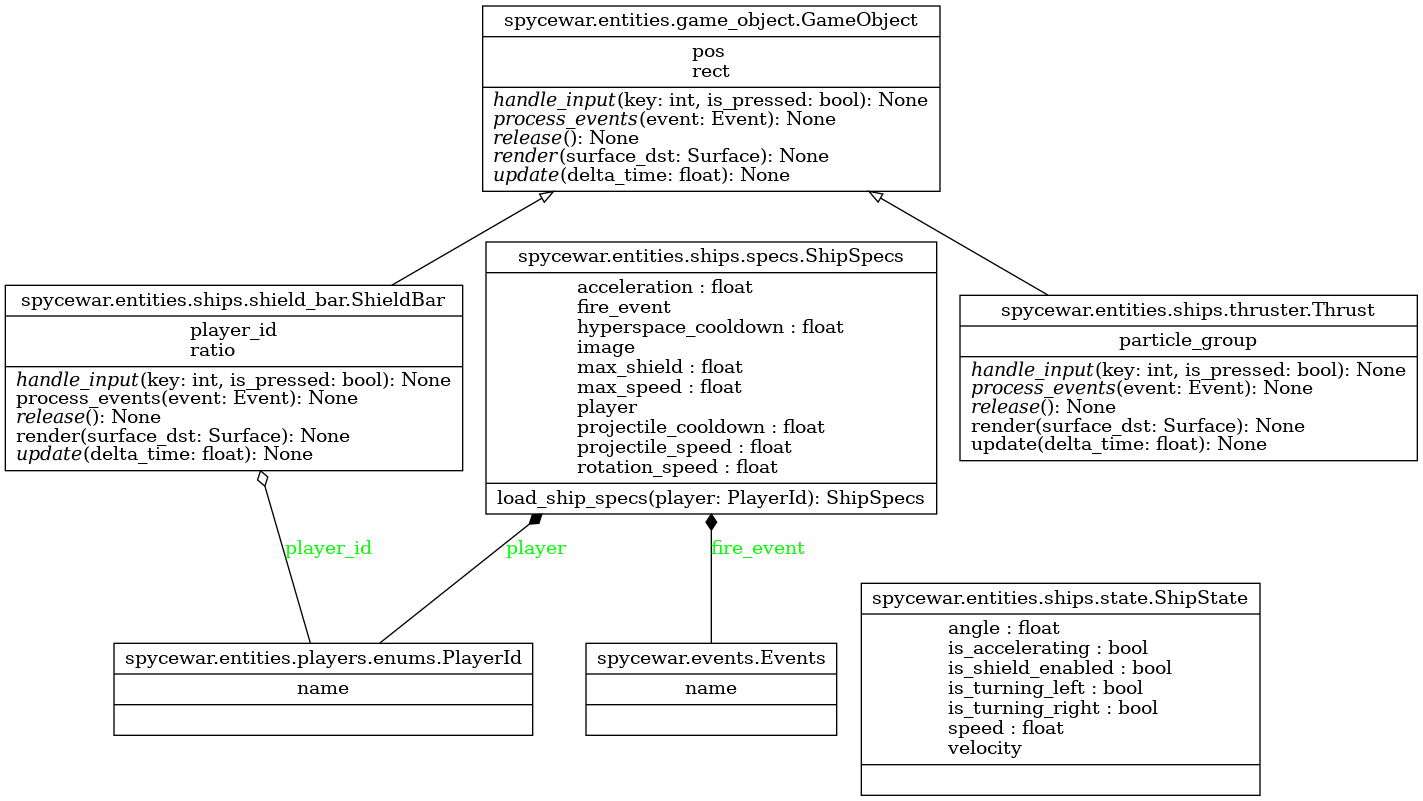 spycewar.entities.game_object.GameObject
pos
rect
handle_input(key: int, is_pressed: bool): None
process_events(event: Event): None
release(): None
render(surface_dst: Surface): None
update(delta_time: float): None
spycewar.entities.ships.shield_bar.ShieldBar
player_id
ratio
handle_input(key: int, is_pressed: bool): None
process_events(event: Event): None
release(): None
render(surface_dst: Surface): None
update(delta_time: float): None
spycewar.entities.ships.specs.ShipSpecs
acceleration : float
fire_event
hyperspace_cooldown : float
image
max_shield : float
max_speed : float
player
projectile_cooldown : float
projectile_speed : float
rotation_speed : float
load_ship_specs(player: PlayerId): ShipSpecs
spycewar.entities.ships.thruster.Thrust
particle_group
handle_input(key: int, is_pressed: bool): None
process_events(event: Event): None
release(): None
render(surface_dst: Surface): None
update(delta_time: float): None
player_id
player
fire_event
spycewar.entities.players.enums.PlayerId
name
spycewar.events.Events
name
spycewar.entities.ships.state.ShipState
angle : float
is_accelerating : bool
is_shield_enabled : bool
is_turning_left : bool
is_turning_right : bool
speed : float
velocity